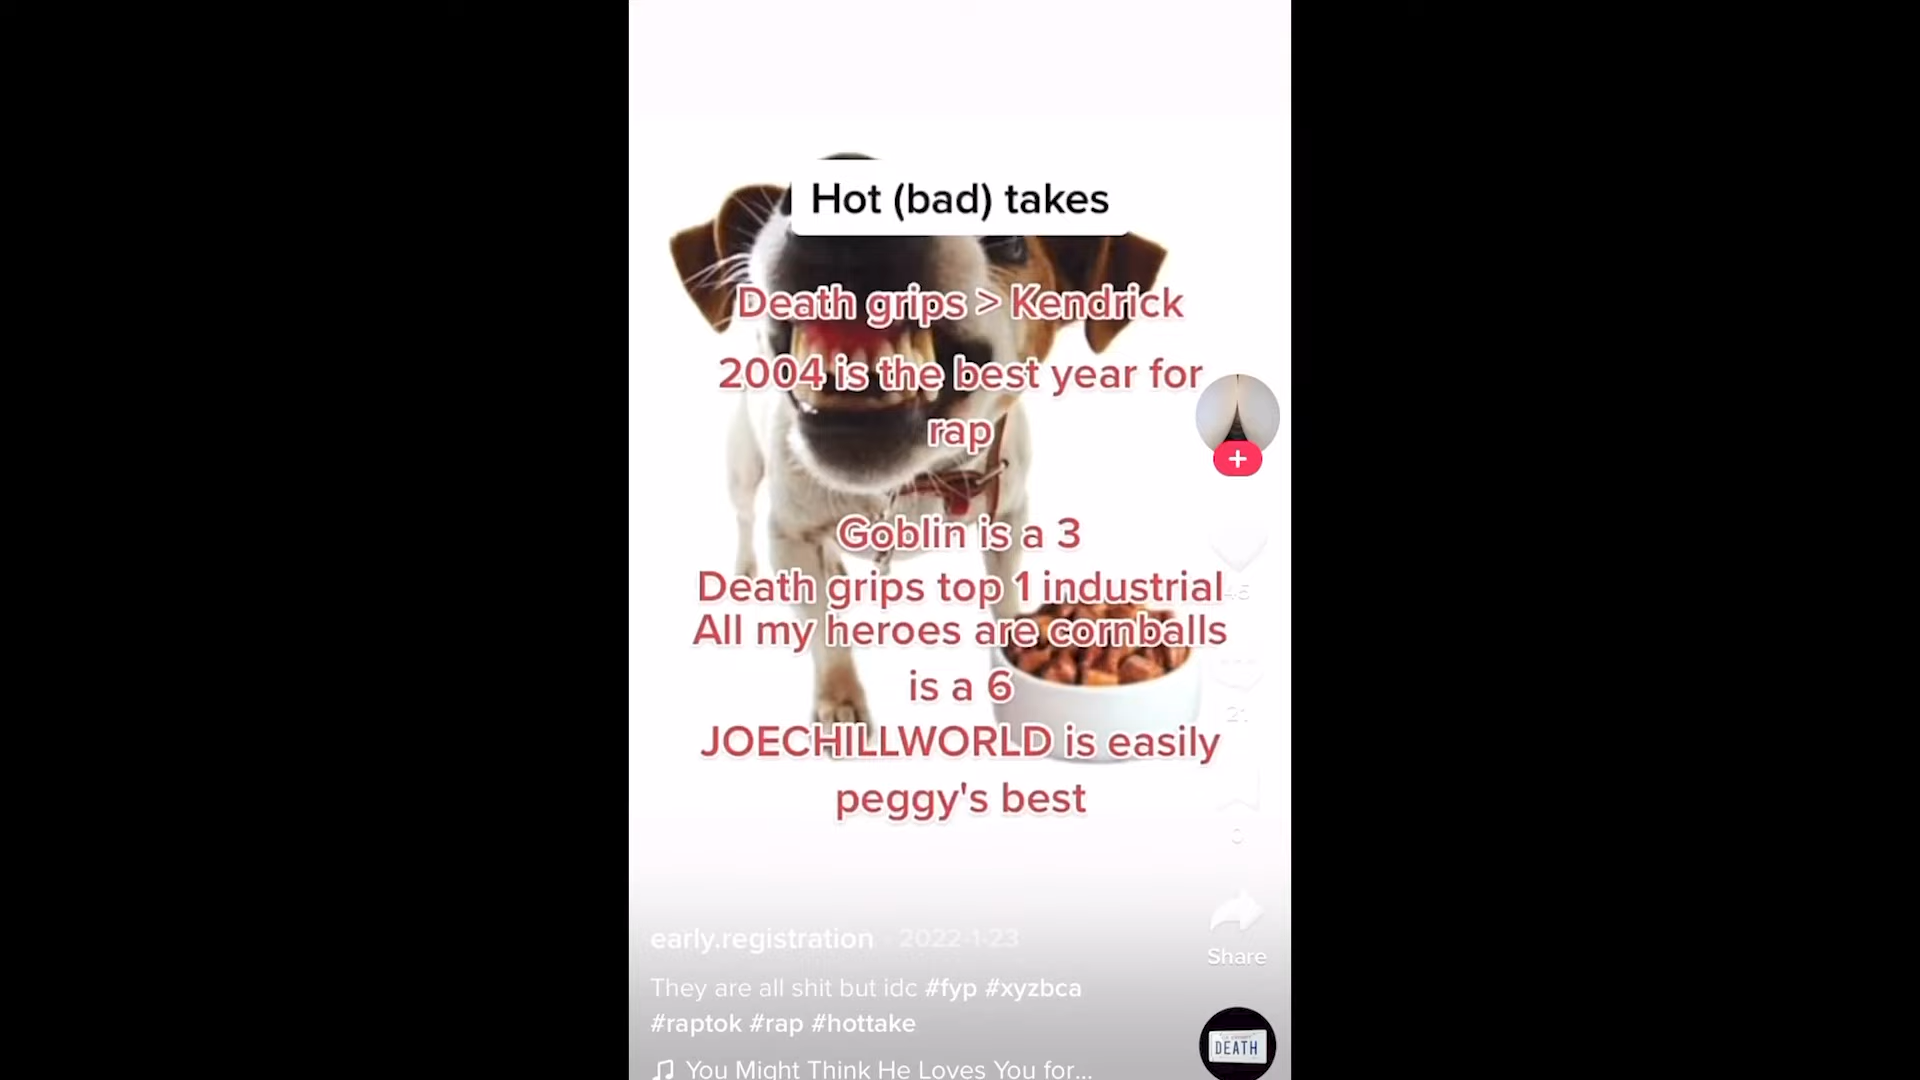 Hot (bad) takes
Death grips > Kendrick
2004 is the best year for
rap
Goblin is a 3
Death grips top 1 industrial
All my heroes are cornballs
is a 6
JOECHILLWORLD is easily
peggy's best
45
21
0
early.registration · 2022-1-23
Share
They are all shit but idc #fyp #xyzbca
#raptok #rap #hottake
DEATH
You Might Think He Loves You for...